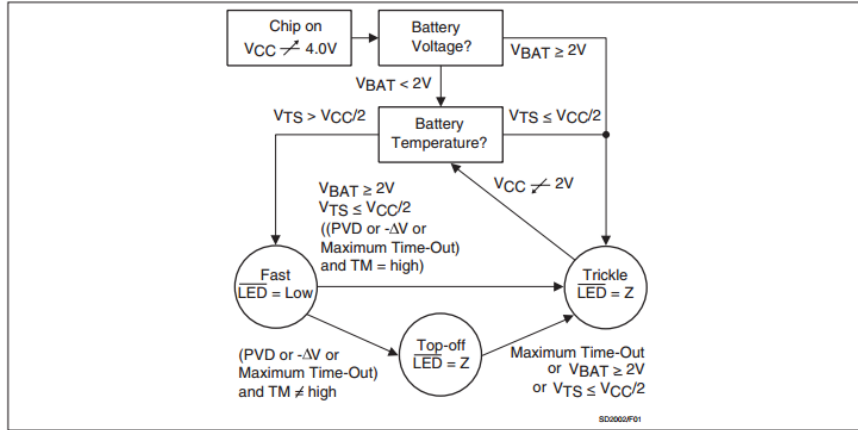 Chip on
VCC ↗ 4.0V
Battery
Voltage?
VBAT ≥ 2V
VBAT < 2V
VTS > VCC/2
Battery
Temperature?
VTS ≤ VCC/2
VCC ↙ 2V
VBAT ≥ 2V
VTS ≤ VCC/2
((PVD or -ΔV or
Maximum Time-Out)
and TM = high)
Fast
L̅E̅D̅ = Low
Trickle
L̅E̅D̅ = Z
Top-off
L̅E̅D̅ = Z
(PVD or -ΔV or
Maximum Time-Out)
and TM ≠ high
Maximum Time-Out
or VBAT ≥ 2V
or VTS ≤ VCC/2
SD2002/F01